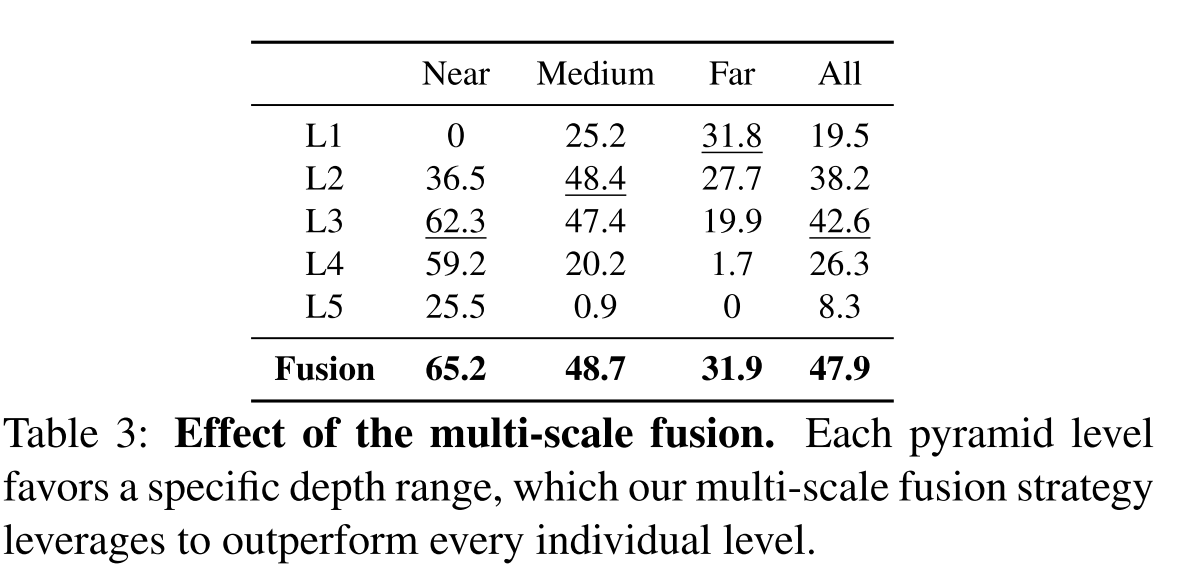 Near Medium Far All
L1 0 25.2 31.8 19.5
L2 36.5 48.4 27.7 38.2
L3 62.3 47.4 19.9 42.6
L4 59.2 20.2 1.7 26.3
L5 25.5 0.9 0 8.3
Fusion 65.2 48.7 31.9 47.9
Table 3: Effect of the multi-scale fusion. Each pyramid level
favors a specific depth range, which our multi-scale fusion strategy
leverages to outperform every individual level.